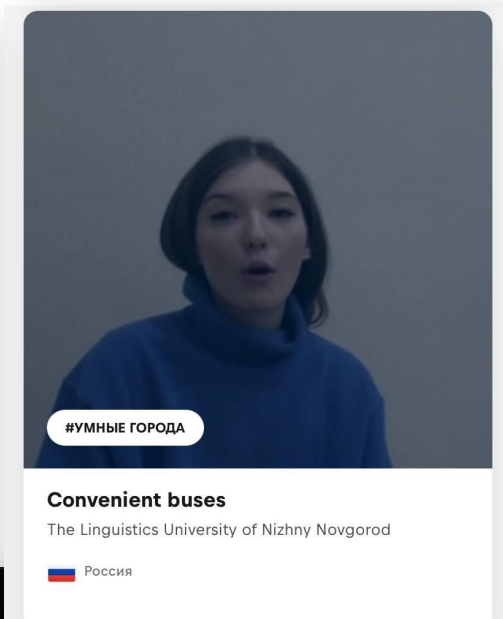 #УМНЫЕ ГОРОДА
Convenient buses
The Linguistics University of Nizhny Novgorod
Россия